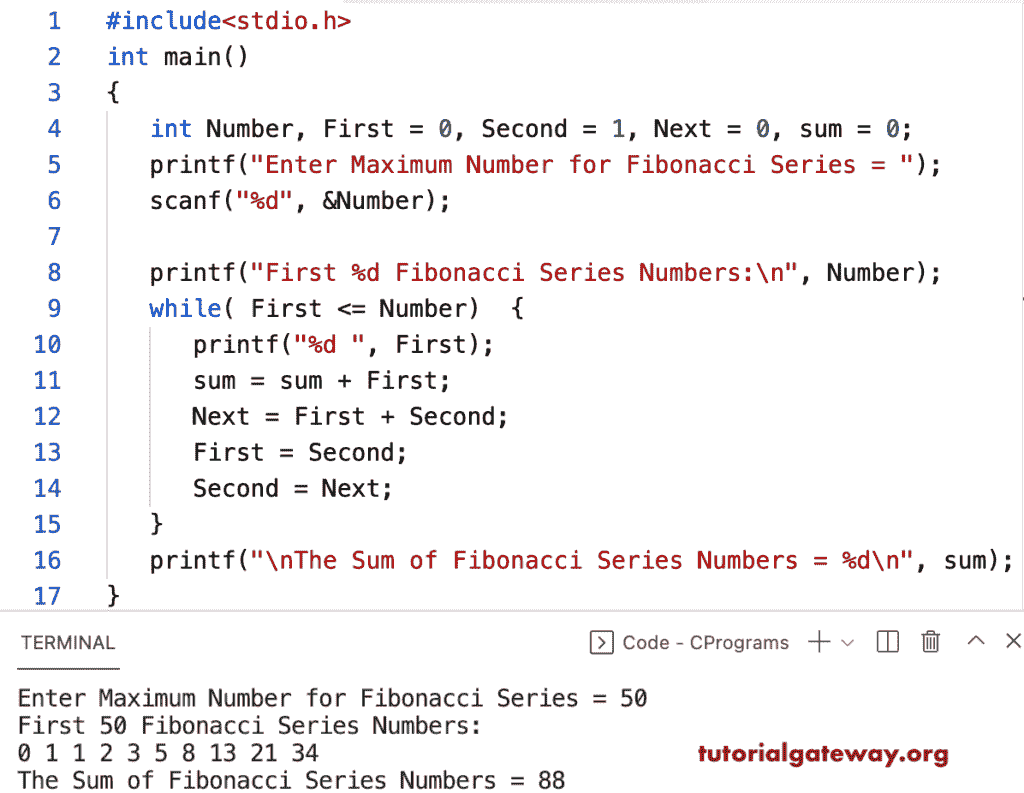 1 #include<stdio.h>
2 int main()
3 {
4 int Number, First = 0, Second = 1, Next = 0, sum = 0;
5 printf("Enter Maximum Number for Fibonacci Series = ");
6 scanf("%d", &Number);
7
8 printf("First %d Fibonacci Series Numbers:\n", Number);
9 while( First <= Number)  {
10 printf("%d ", First);
11 sum = sum + First;
12 Next = First + Second;
13 First = Second;
14 Second = Next;
15 }
16 printf("\nThe Sum of Fibonacci Series Numbers = %d\n", sum);
17 }
TERMINAL Code - CPrograms
Enter Maximum Number for Fibonacci Series = 50
First 50 Fibonacci Series Numbers:
0 1 1 2 3 5 8 13 21 34
tutorialgateway.org
The Sum of Fibonacci Series Numbers = 88